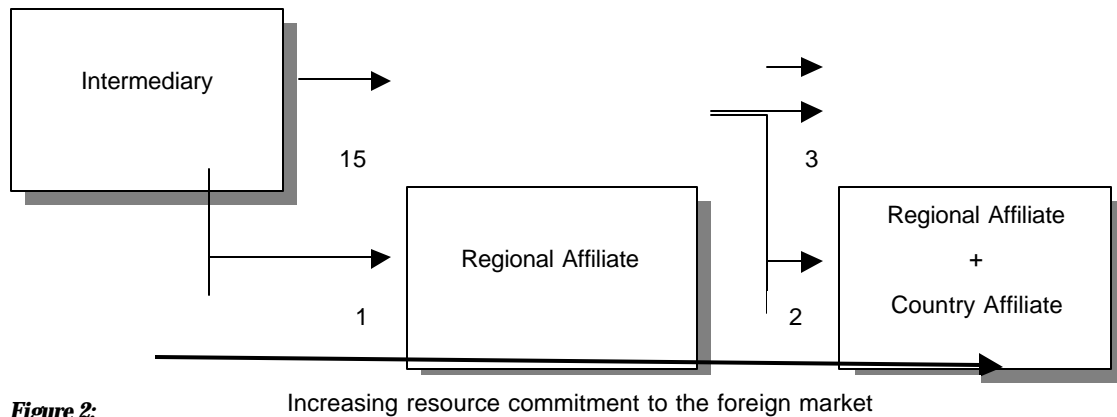 Intermediary
15
3
Regional Affiliate
Regional Affiliate
+
Country Affiliate
1
2
Increasing resource commitment to the foreign market
Figure 2: